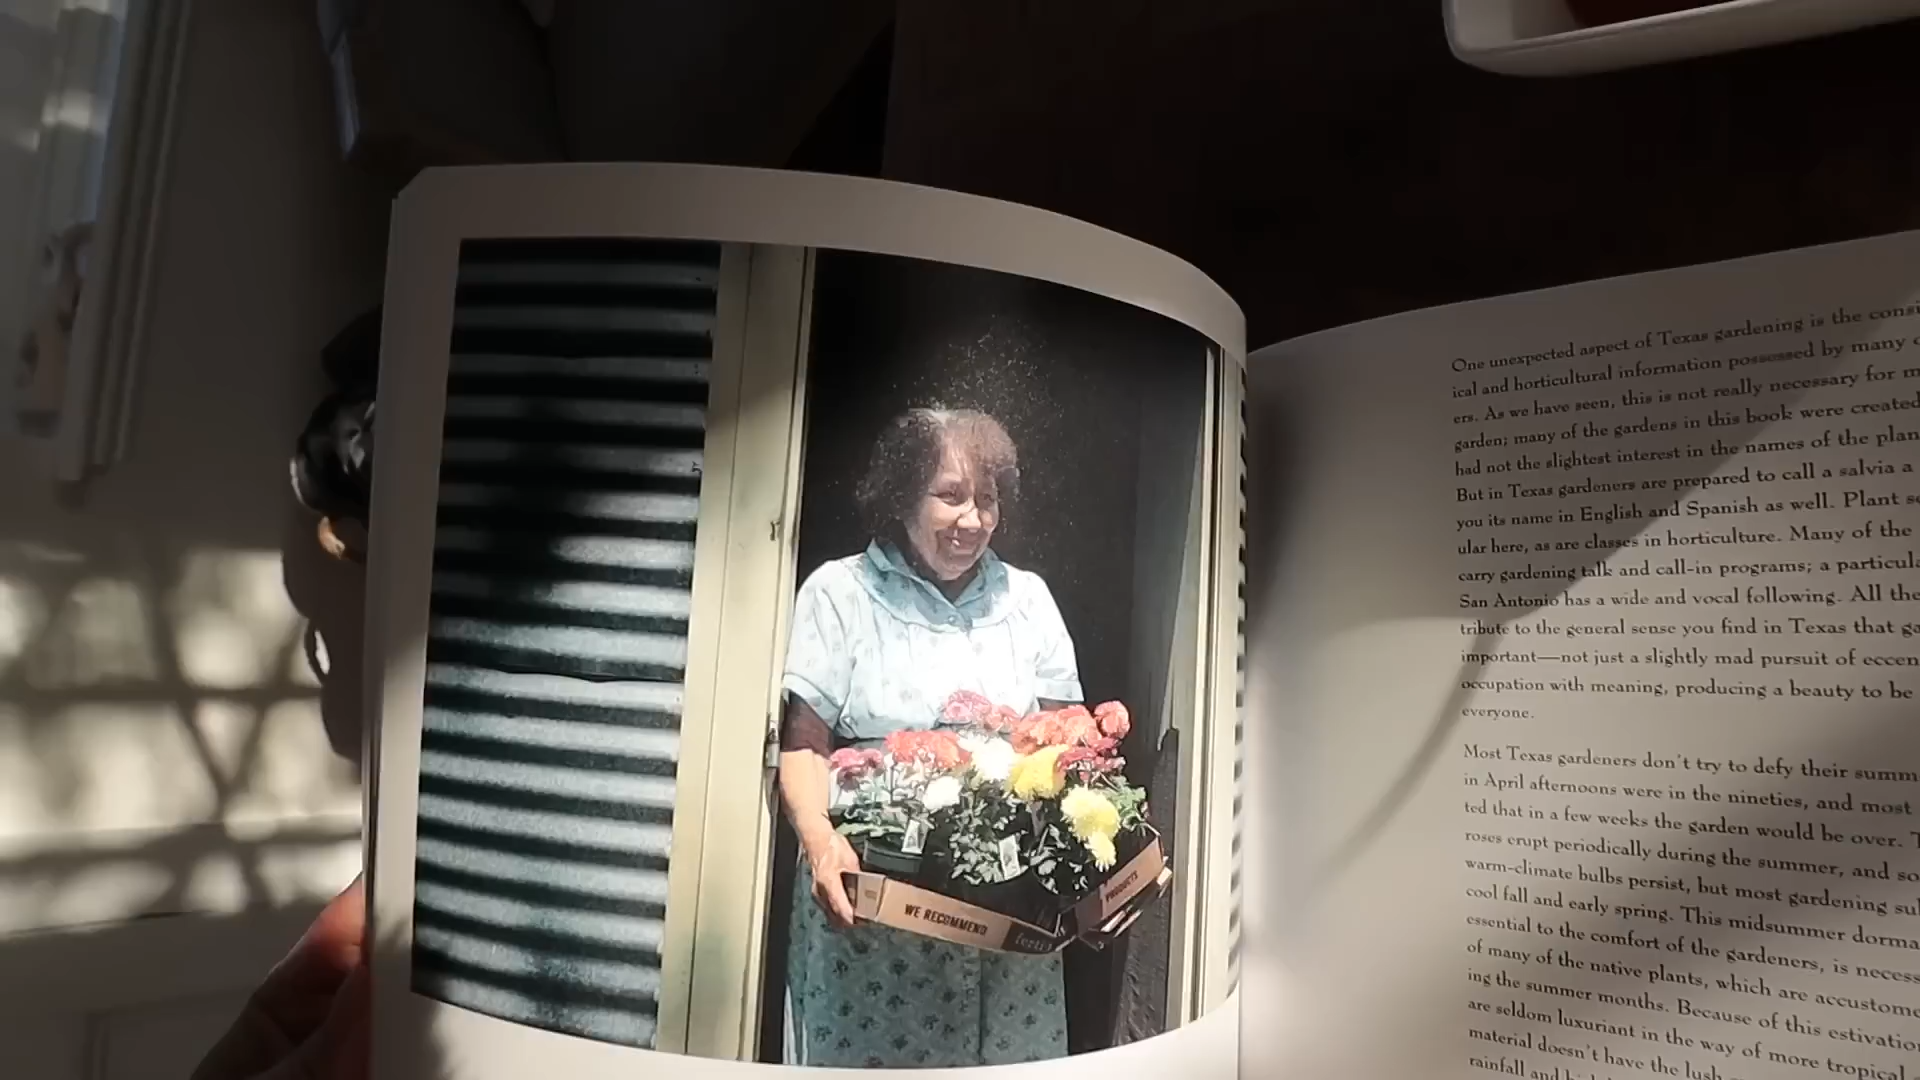 WE RECOMMEND
PRODUCTS
One unexpected aspect of Texas gardening is the
ical and horticultural information possessed by many
ers. As we have seen, this is not really necessary for
garden; many of the gardens in this book were created
had not the slightest interest in the names of the
But in Texas gardeners are prepared to call a salvia a
you its name in English and Spanish as well. Plant
ular here, as are classes in horticulture. Many of the
carry gardening talk and call-in programs; a
San Antonio has a wide and vocal following. All
tribute to the general sense you find in Texas that
important—not just a slightly mad pursuit of
occupation with meaning, producing a beauty to be
everyone.
Most Texas gardeners don't try to defy their
in April afternoons were in the nineties, and most
ted that in a few weeks the garden would be over.
roses erupt periodically during the summer, and
warm-climate bulbs persist, but most gardening
cool fall and early spring. This midsummer
essential to the comfort of the gardeners, is
of many of the native plants, which are
ing the summer months. Because of this
are seldom luxuriant in the way of more tropical
material doesn't have the lush
rainfall and